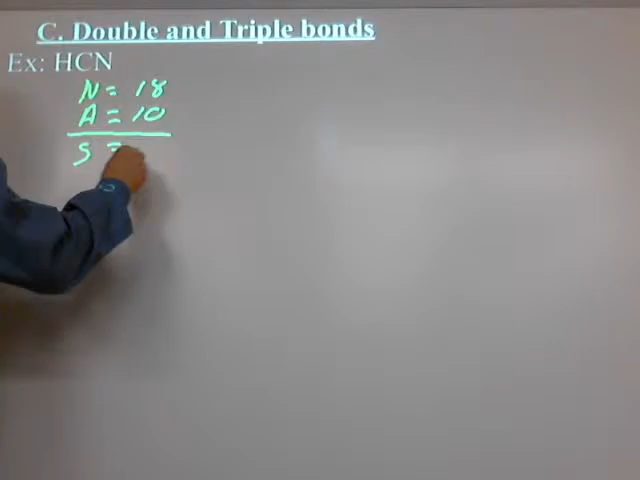 C. Double and Triple bonds
Ex: HCN
N = 18
A = 10
S =